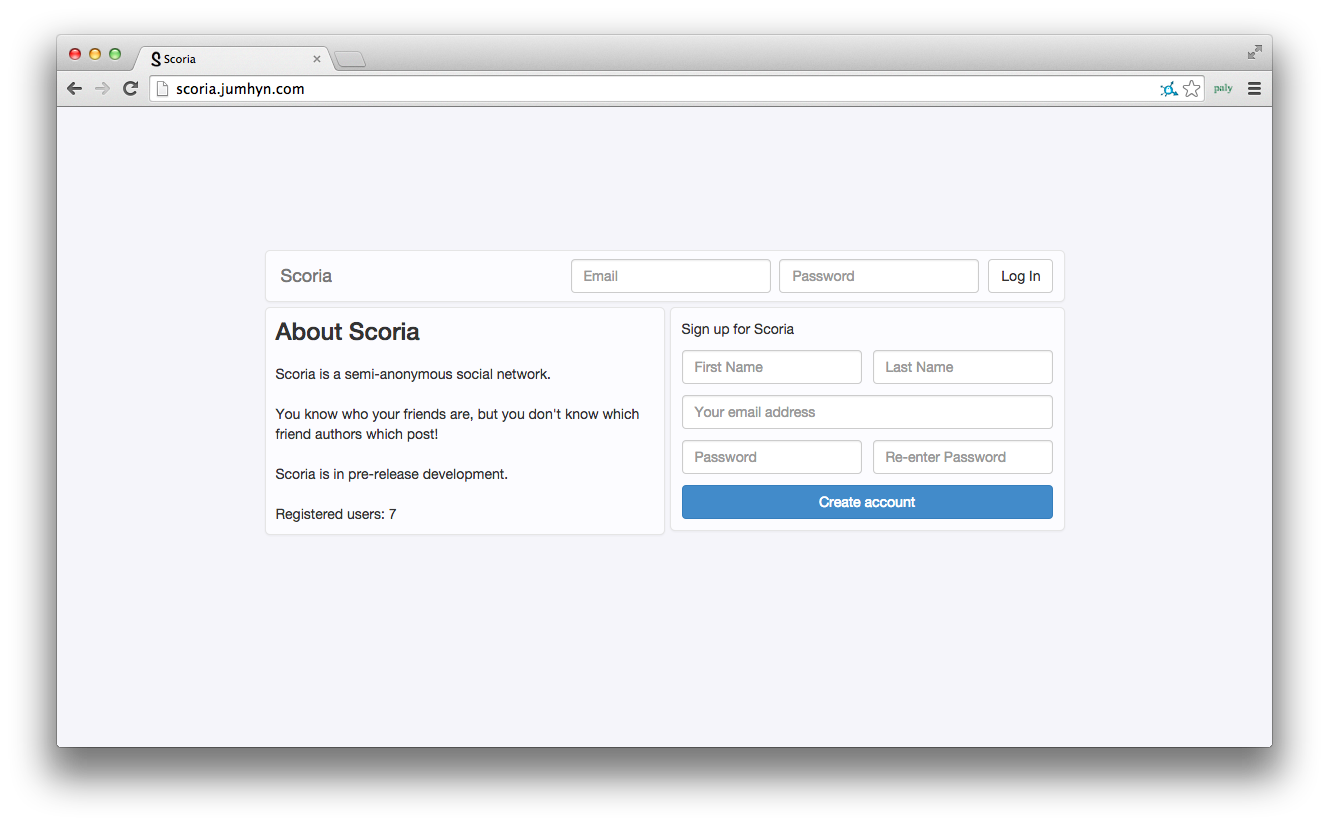 Scoria
scoria.jumhyn.com
paly
Scoria
Email
Password
Log In
About Scoria
Scoria is a semi-anonymous social network.
You know who your friends are, but you don't know which
friend authors which post!
Scoria is in pre-release development.
Registered users: 7
Sign up for Scoria
First Name
Last Name
Your email address
Password
Re-enter Password
Create account